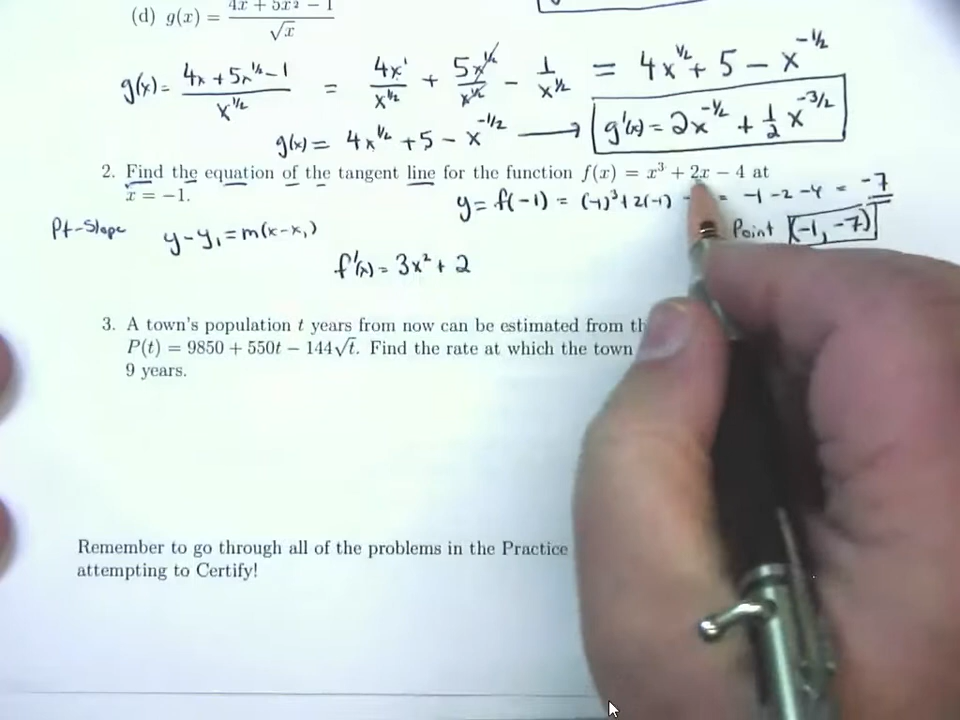 (d) g(x) = 4x + 5x² − 1 / √x
g(x) = 4x + 5x^{1/2} − 1 / x^{1/2} = 4x^1 / x^{1/2} + 5x^{1/2} / x^{1/2} − 1 / x^{1/2} = 4x^{1/2} + 5 − x^{-1/2}
g(x) = 4x^{1/2} + 5 − x^{-1/2} → g'(x) = 2x^{-1/2} + 1/2 x^{-3/2}
2. Find the equation of the tangent line for the function f(x) = x³ + 2x − 4 at
x = −1.
y = f(-1) = (-1)³ + 2(-1) - = -1 -2 -4 = -7
Pt-Slope y - y₁ = m(x - x₁) Point (-1, -7)
f'(x) = 3x² + 2
3. A town's population t years from now can be estimated from
P(t) = 9850 + 550t − 144√t. Find the rate at which the town
9 years.
Remember to go through all of the problems in the Practice
attempting to Certify!